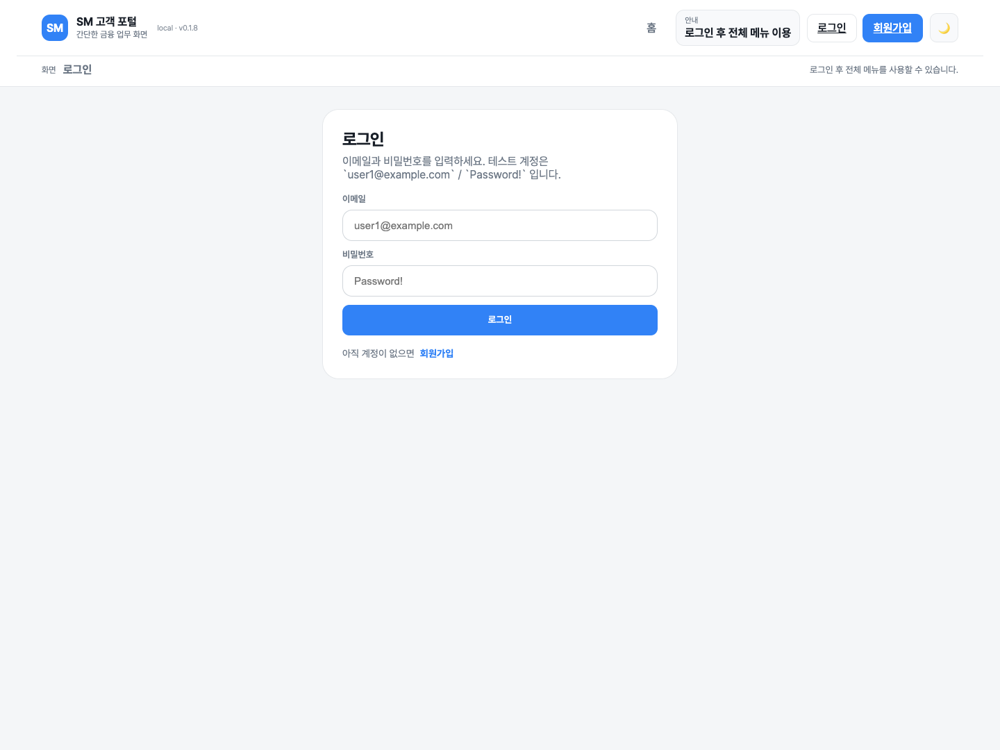 SM
SM 고객 포털
간단한 금융 업무 화면
local · v0.1.8
홈
안내
로그인 후 전체 메뉴 이용
로그인
회원가입
화면 로그인
로그인 후 전체 메뉴를 사용할 수 있습니다.
로그인
이메일과 비밀번호를 입력하세요. 테스트 계정은
`user1@example.com` / `Password!` 입니다.
이메일
user1@example.com
비밀번호
Password!
로그인
아직 계정이 없으면 회원가입